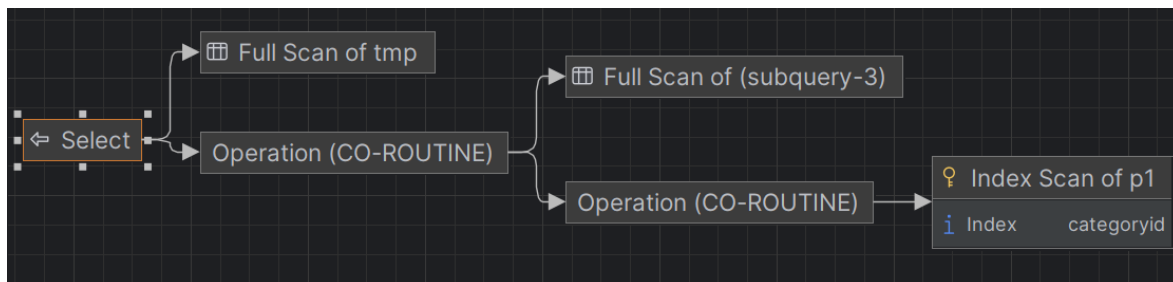 Full Scan of tmp
Full Scan of (subquery-3)
Select
Operation (CO-ROUTINE)
Operation (CO-ROUTINE)
Index Scan of p1
Index categoryid